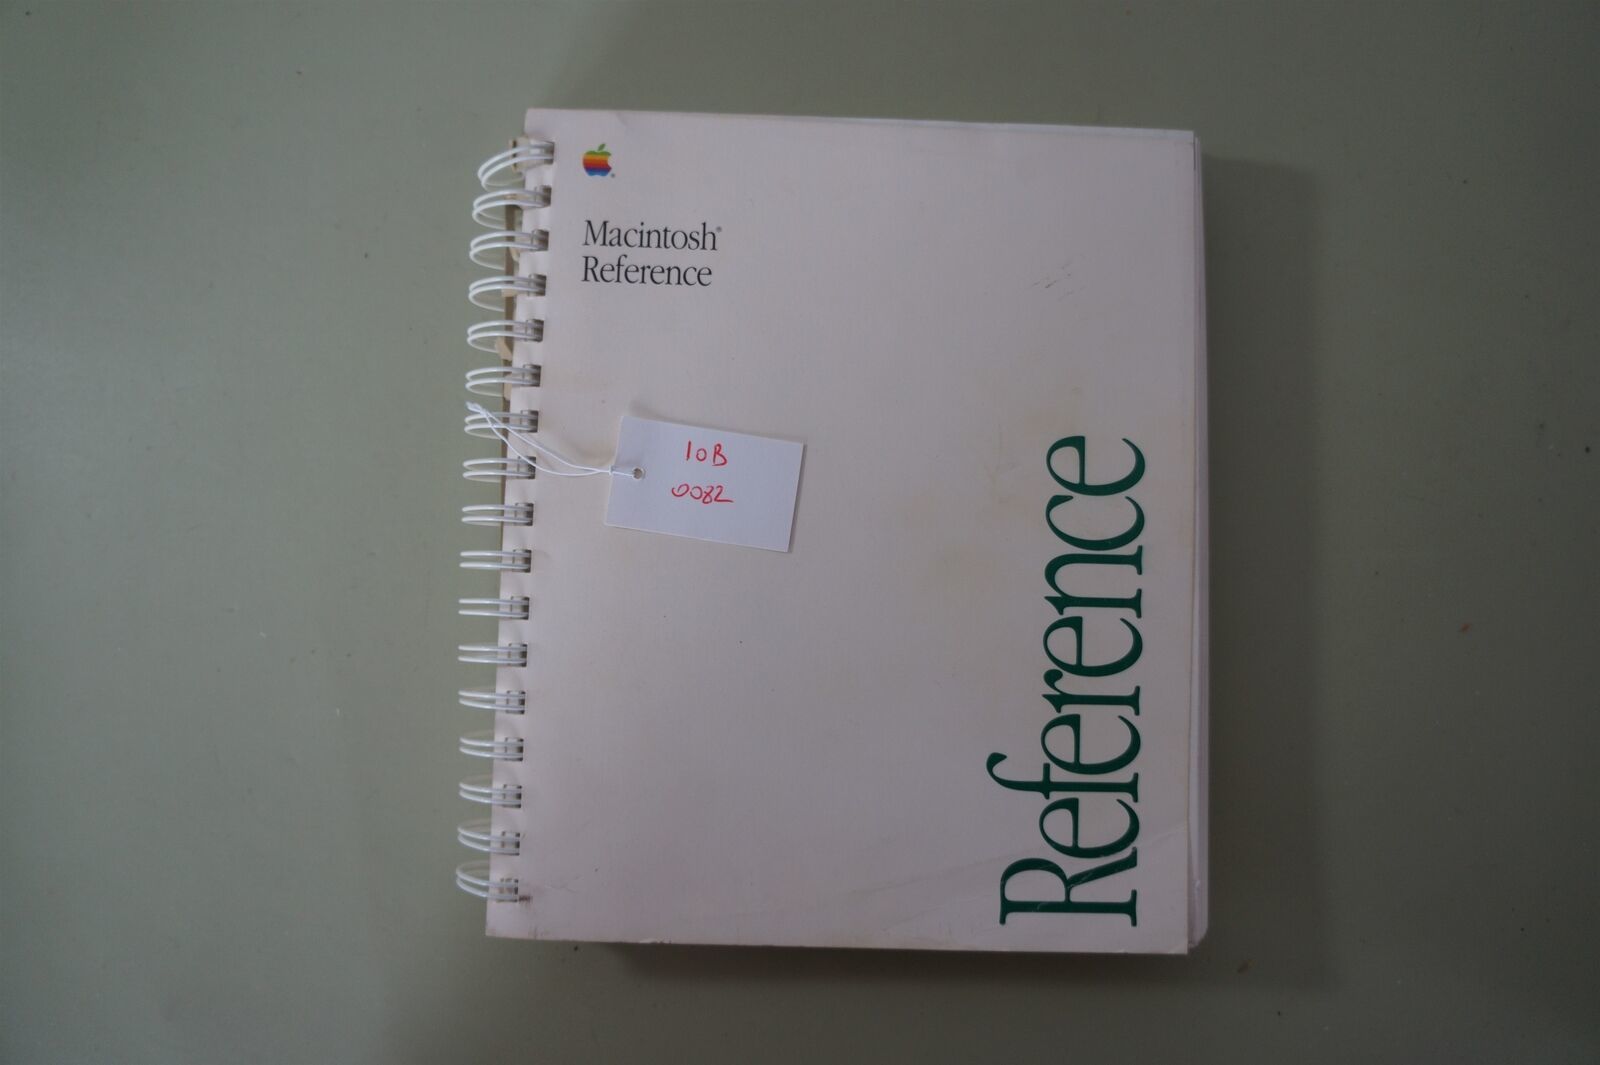 Macintosh®
Reference
10B
0082
Reference